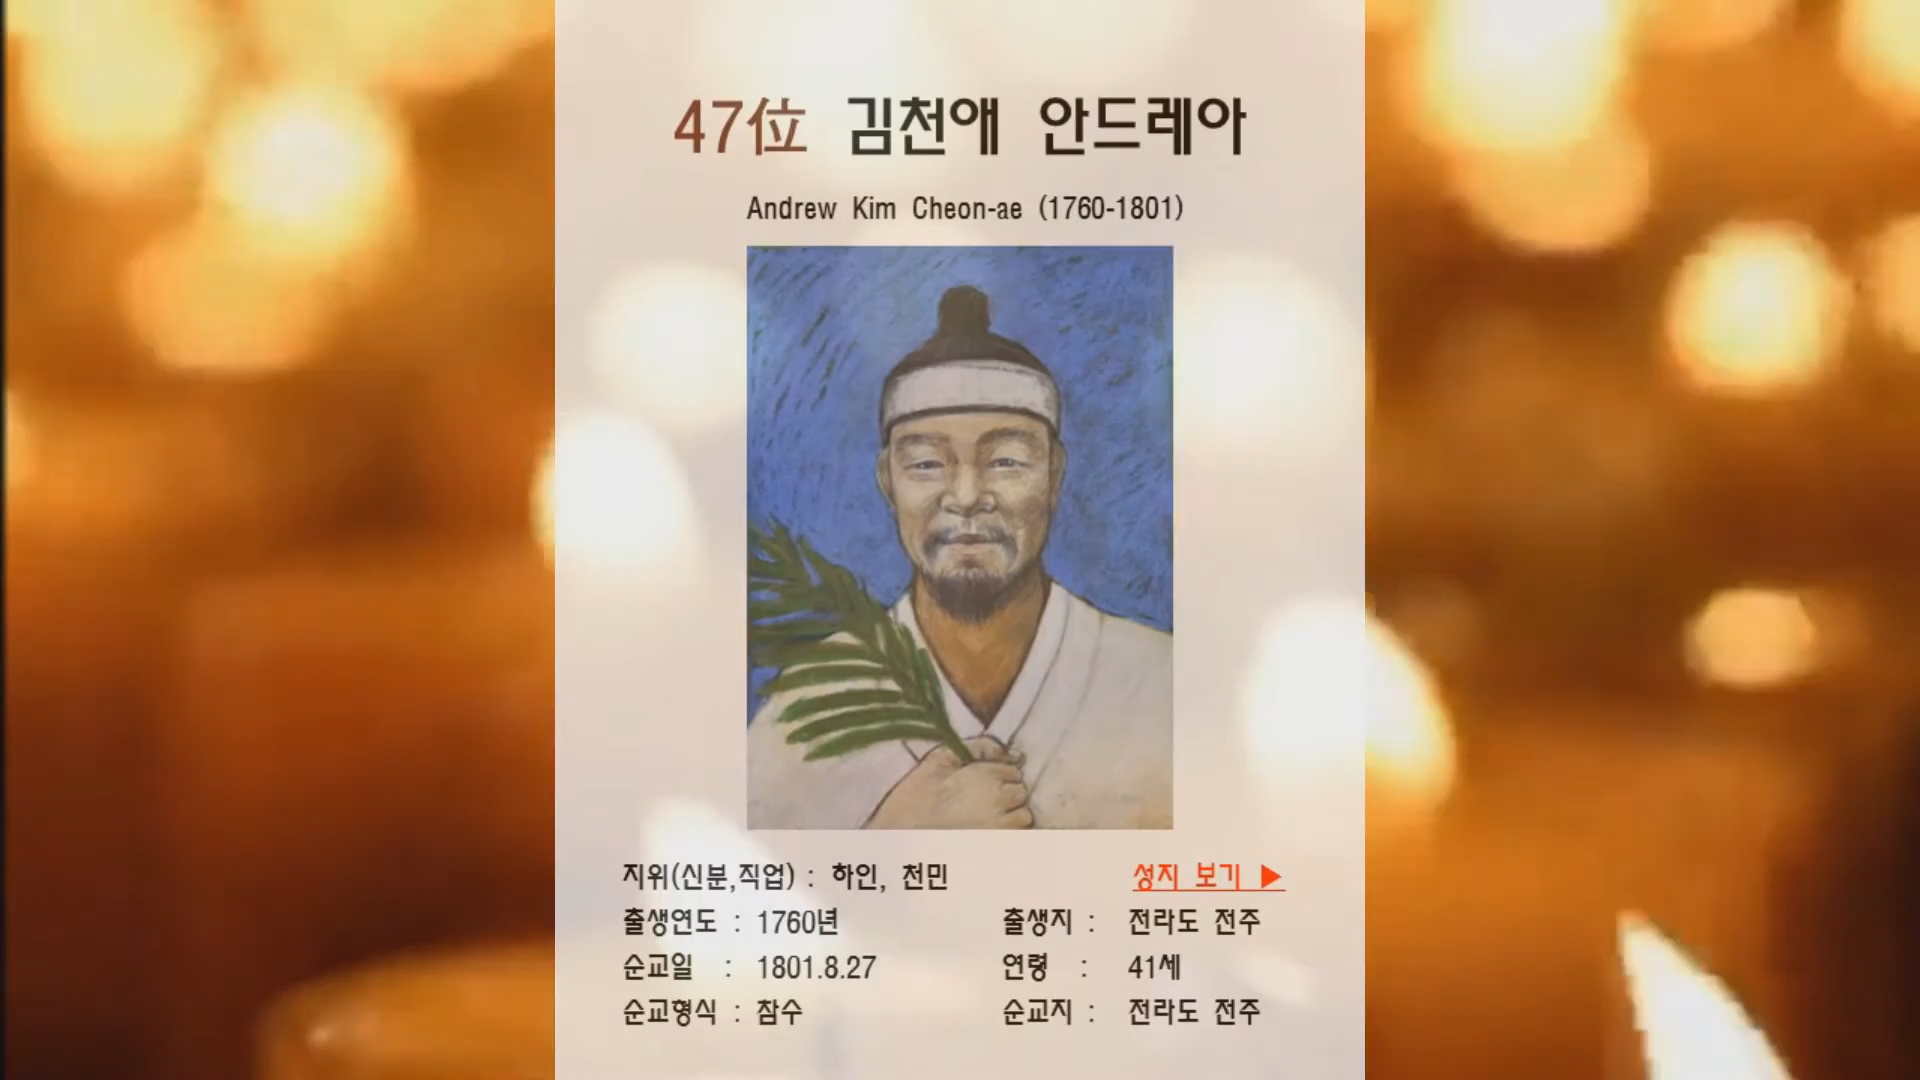 47位 김천애 안드레아
Andrew Kim Cheon-ae (1760-1801)
지위(신분,직업) : 하인, 천민 성지 보기 ▶
출생연도 : 1760년 출생지 : 전라도 전주
순교일 : 1801.8.27 연령 : 41세
순교형식 : 참수 순교지 : 전라도 전주